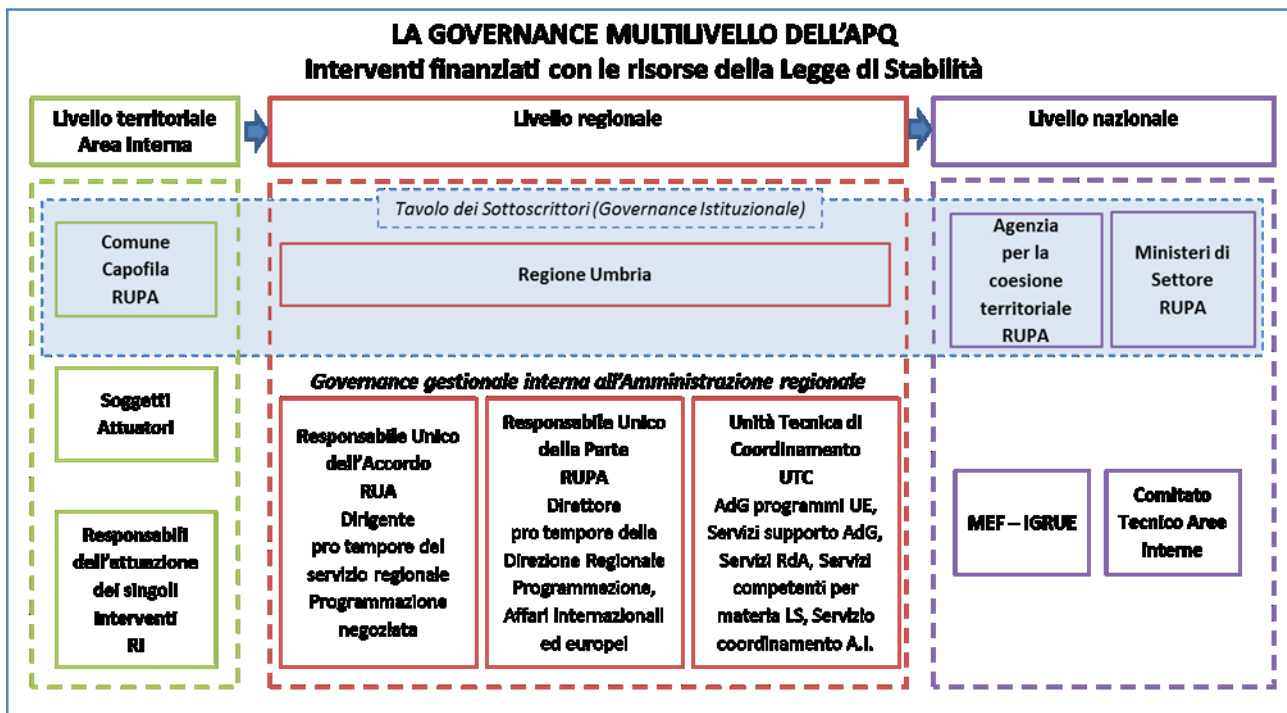 LA GOVERNANCE MULTILIVELLO DELL'APQ
Interventi finanziati con le risorse della Legge di Stabilità
Livello territoriale
Area Interna
Livello regionale
Livello nazionale
Tavolo dei Sottoscrittori (Governance Istituzionale)
Comune
Capofila
RUPA
Regione Umbria
Agenzia
per la
coesione
territoriale
RUPA
Ministeri di
Settore
RUPA
Soggetti
Attuatori
Responsabili
dell'attuazione
dei singoli
interventi
RI
Governance gestionale interna all'Amministrazione regionale
Responsabile Unico
dell'Accordo
RUA
Dirigente
pro tempore del
servizio regionale
Programmazione
negoziata
Responsabile Unico
della Parte
RUPA
Direttore
pro tempore della
Direzione Regionale
Programmazione,
Affari internazionali
ed europei
Unità Tecnica di
Coordinamento
UTC
AdG programmi UE,
Servizi supporto AdG,
Servizi RdA, Servizi
competenti per
materia LS, Servizio
coordinamento A.I.
MEF – IGRUE
Comitato
Tecnico Aree
Interne